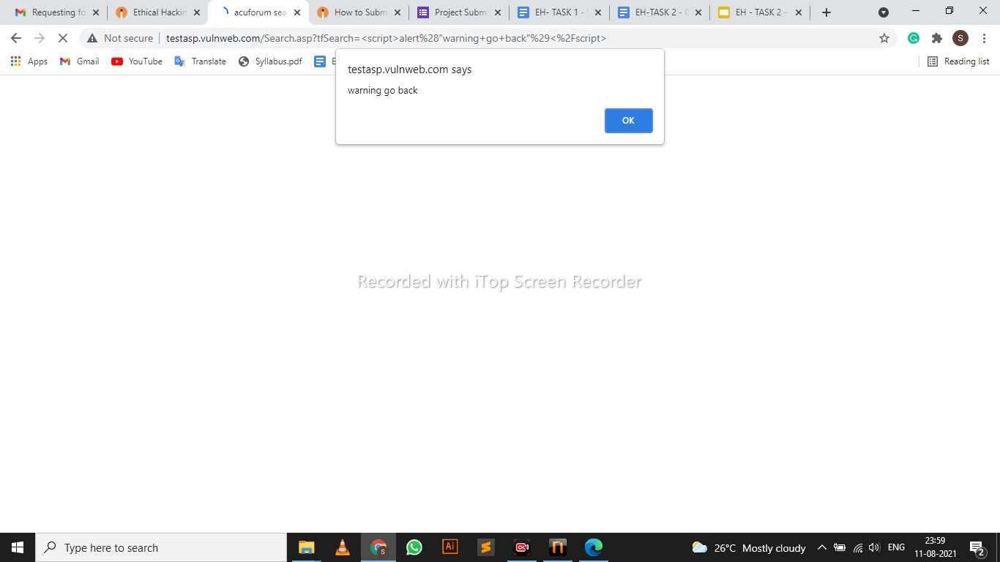 Requesting fo
Ethical Hackin
acuforum sea
How to Subm
Project Submi
EH- TASK 1 -
EH-TASK 2 -
EH - TASK 2 -
Not secure
testasp.vulnweb.com/Search.asp?tfSearch=<script>alert%28"warning+go+back"%29<%2Fscript>
S
Apps
Gmail
YouTube
Translate
Syllabus.pdf
Reading list
testasp.vulnweb.com says
warning go back
OK
Recorded with iTop Screen Recorder
Type here to search
Ai
26°C Mostly cloudy
ENG
23:59
11-08-2021
2